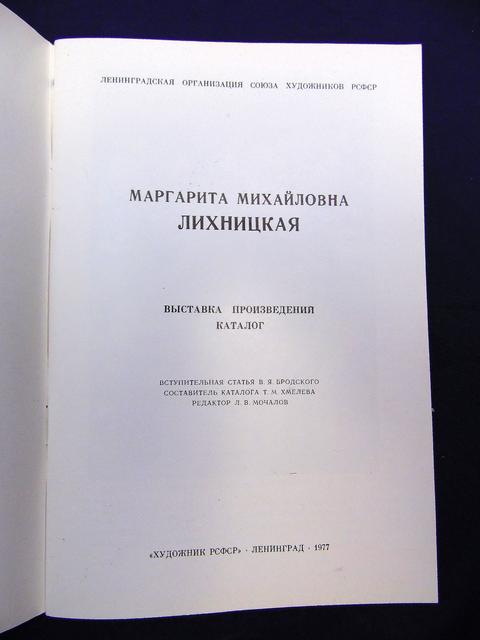 ЛЕНИНГРАДСКАЯ ОРГАНИЗАЦИЯ СОЮЗА ХУДОЖНИКОВ РСФСР
МАРГАРИТА МИХАЙЛОВНА
ЛИХНИЦКАЯ
ВЫСТАВКА ПРОИЗВЕДЕНИЙ
КАТАЛОГ
ВСТУПИТЕЛЬНАЯ СТАТЬЯ В. Я. БРОДСКОГО
СОСТАВИТЕЛЬ КАТАЛОГА Т. М. ХМЕЛЕВА
РЕДАКТОР Л. В. МОЧАЛОВ
«ХУДОЖНИК РСФСР» · ЛЕНИНГРАД · 1977